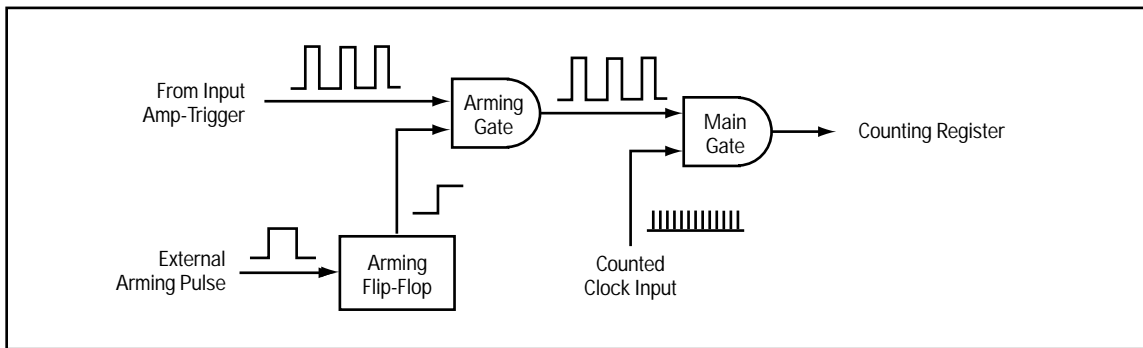 From Input
Amp-Trigger
Arming
Gate
Main
Gate
Counting Register
External
Arming Pulse
Arming
Flip-Flop
Counted
Clock Input